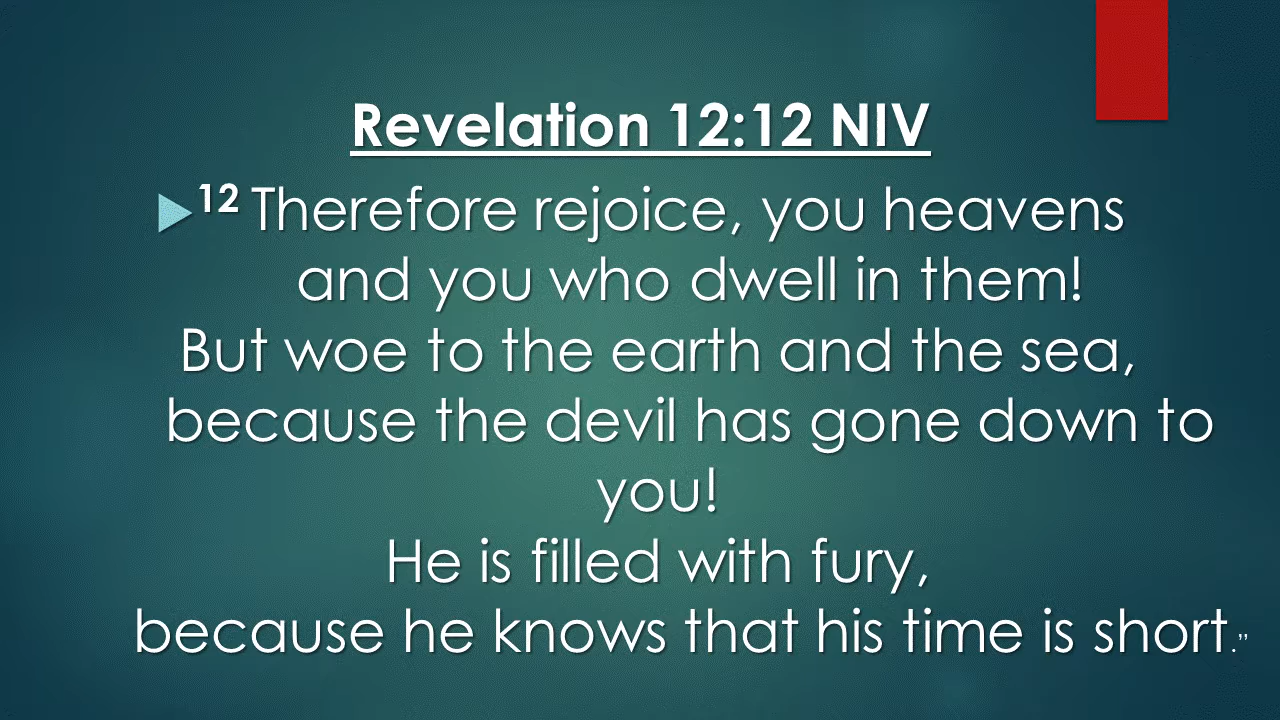 Revelation 12:12 NIV
12 Therefore rejoice, you heavens
and you who dwell in them!
But woe to the earth and the sea,
because the devil has gone down to
you!
He is filled with fury,
because he knows that his time is short.”